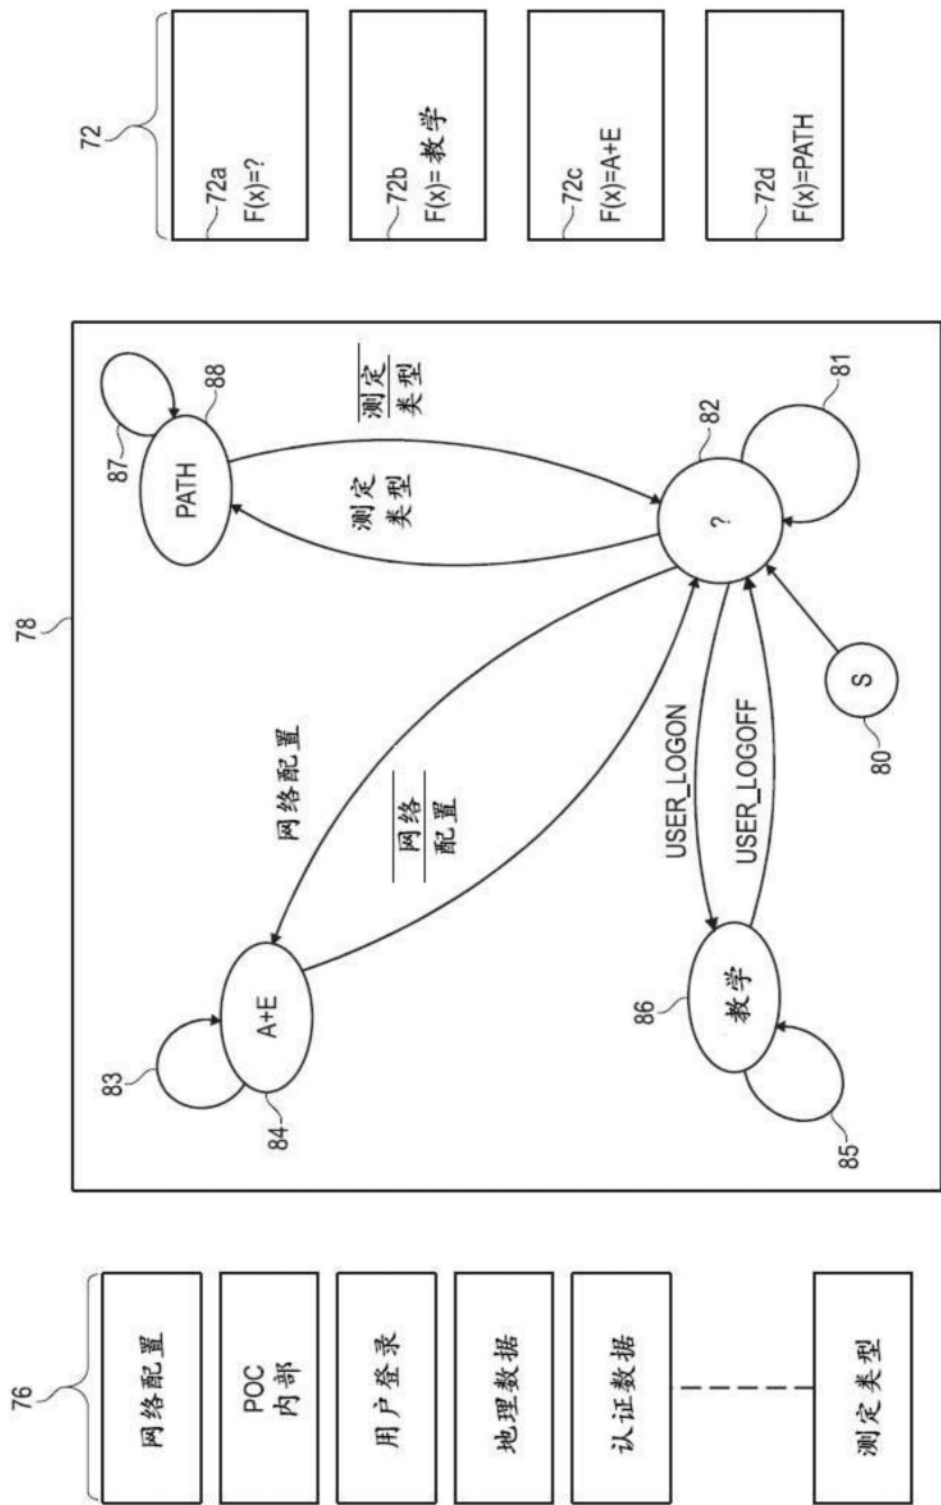 76
网络配置
POC
内部
用户登录
地理数据
认证数据
测定类型
78
83
A+E
84
网络配置
网络
配置
87
PATH
88
测定
类型
测定
类型
86
教学
85
USER_LOGON
USER_LOGOFF
?
82
81
S
80
72
72a
F(x)=?
72b
F(x)= 教学
72c
F(x)=A+E
72d
F(x)=PATH